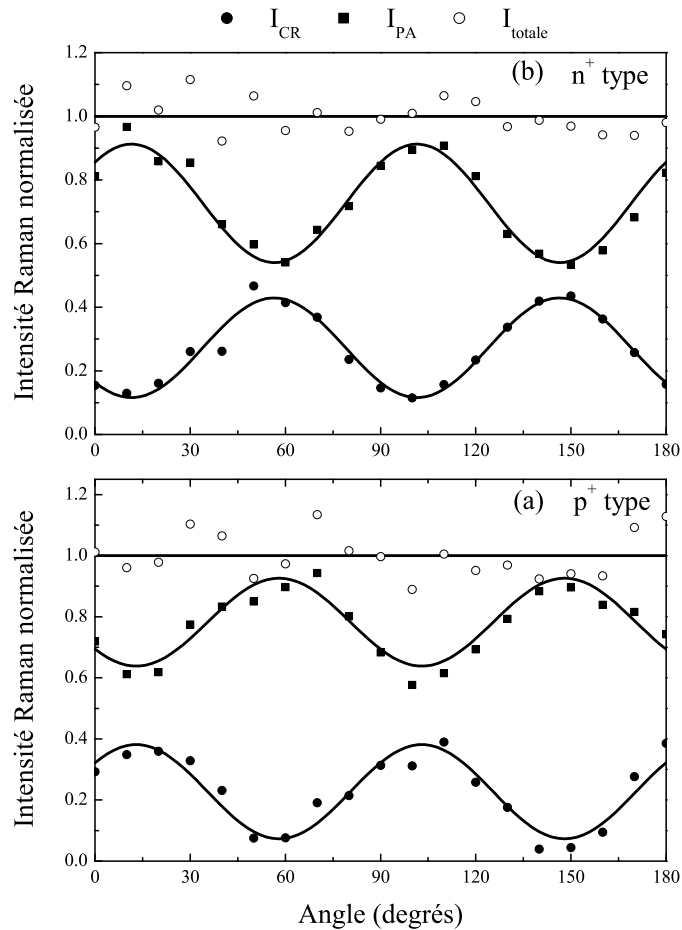 I_CR I_PA I_totale
(b) n+ type
Intensité Raman normalisée
1.2
1.0
0.8
0.6
0.4
0.2
0.0
0 30 60 90 120 150 180
(a) p+ type
Intensité Raman normalisée
1.2
1.0
0.8
0.6
0.4
0.2
0.0
0 30 60 90 120 150 180
Angle (degrés)